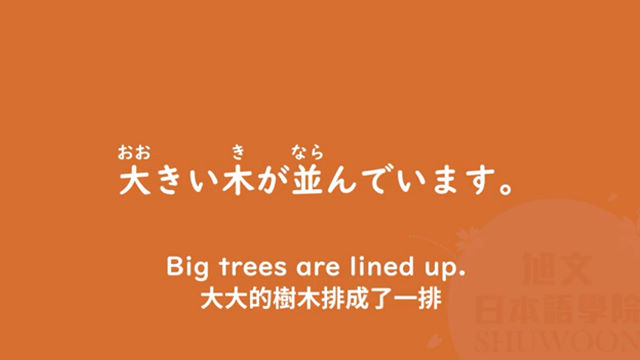 おお き なら
大きい木が並んでいます。
Big trees are lined up.
大大的樹木排成了一排
旭文
日本語學院
SHUWOON